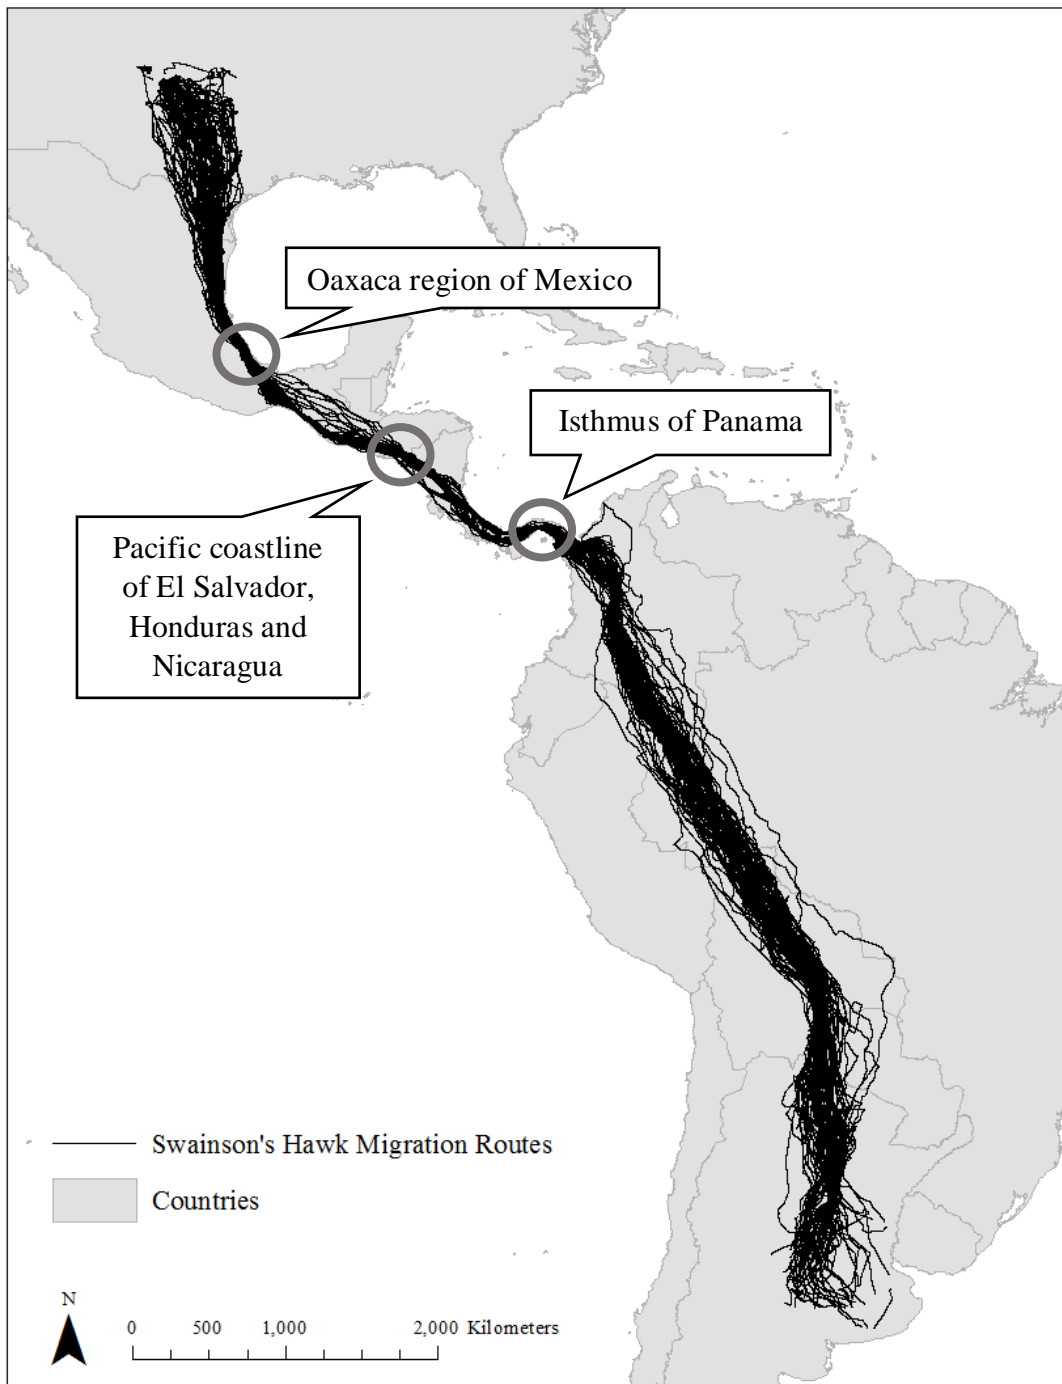 Oaxaca region of Mexico
Isthmus of Panama
Pacific coastline
of El Salvador,
Honduras and
Nicaragua
Swainson's Hawk Migration Routes
Countries
N
0 500 1,000 2,000 Kilometers